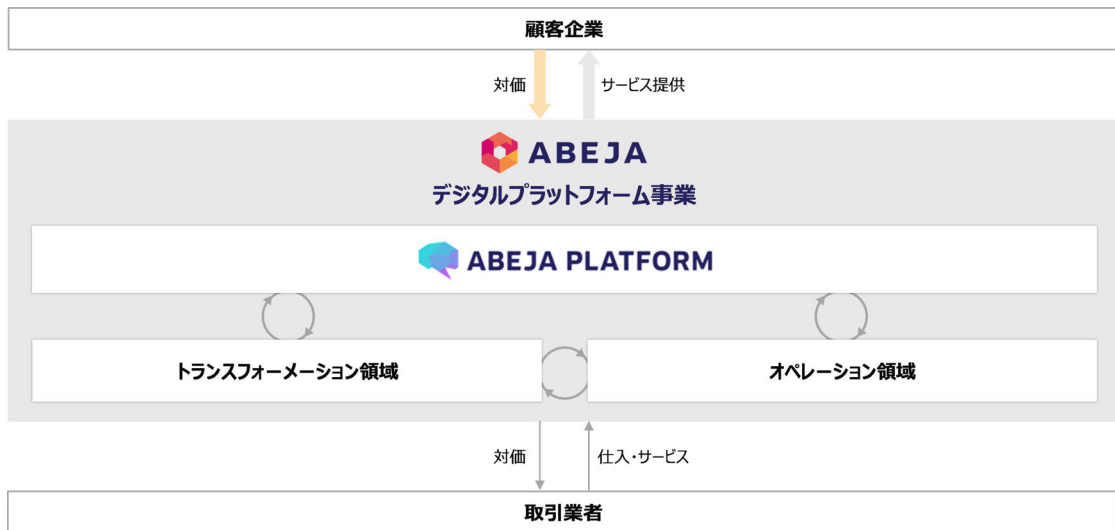 顧客企業
対価
サービス提供
ABEJA
デジタルプラットフォーム事業
ABEJA PLATFORM
トランスフォーメーション領域
オペレーション領域
対価
仕入・サービス
取引業者